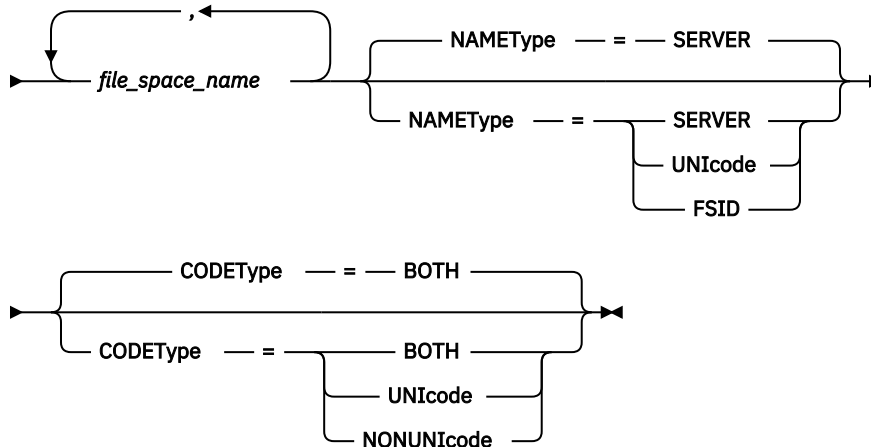 ,
file_space_name
NAMEType = SERVER
NAMEType = SERVER
UNIcode
FSID
CODEType = BOTH
CODEType = BOTH
UNIcode
NONUNIcode